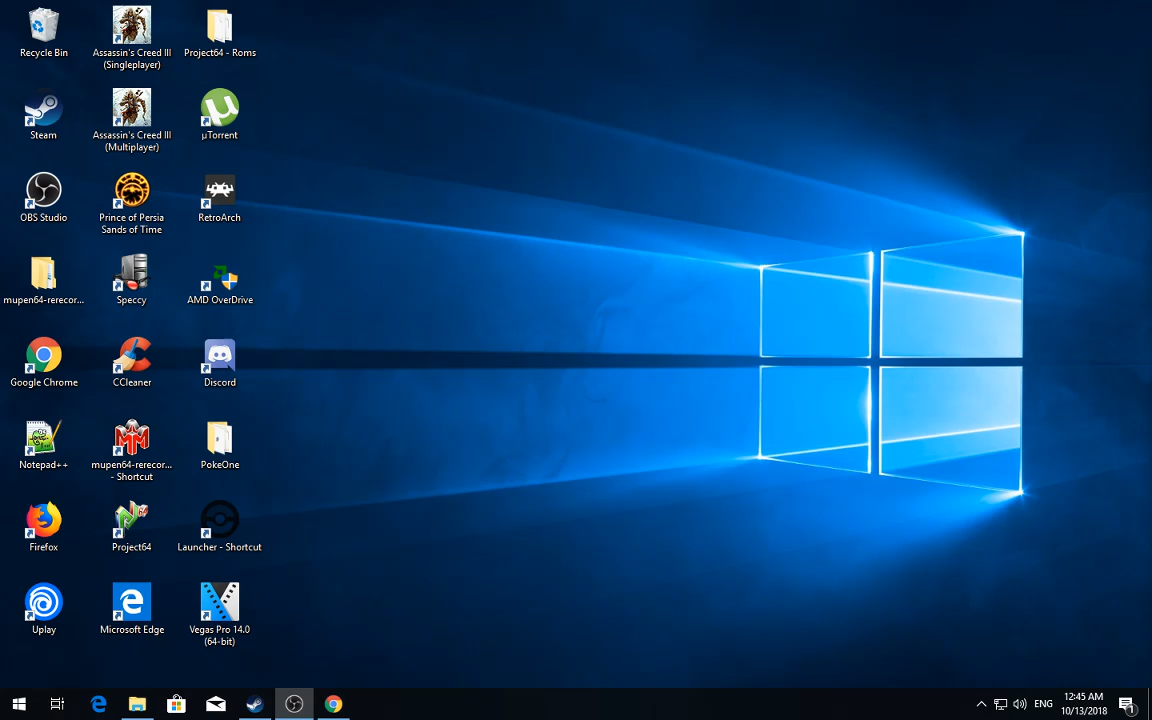 Recycle Bin
Assassin's Creed III
(Singleplayer)
Project64 - Roms
Steam
Assassin's Creed III
(Multiplayer)
µTorrent
OBS Studio
Prince of Persia
Sands of Time
RetroArch
mupen64-rerecor...
Speccy
AMD OverDrive
Google Chrome
CCleaner
Discord
Notepad++
mupen64-rerecor...
- Shortcut
PokeOne
Firefox
Project64
Launcher - Shortcut
Uplay
Microsoft Edge
Vegas Pro 14.0
(64-bit)
ENG
12:45 AM
10/13/2018
1